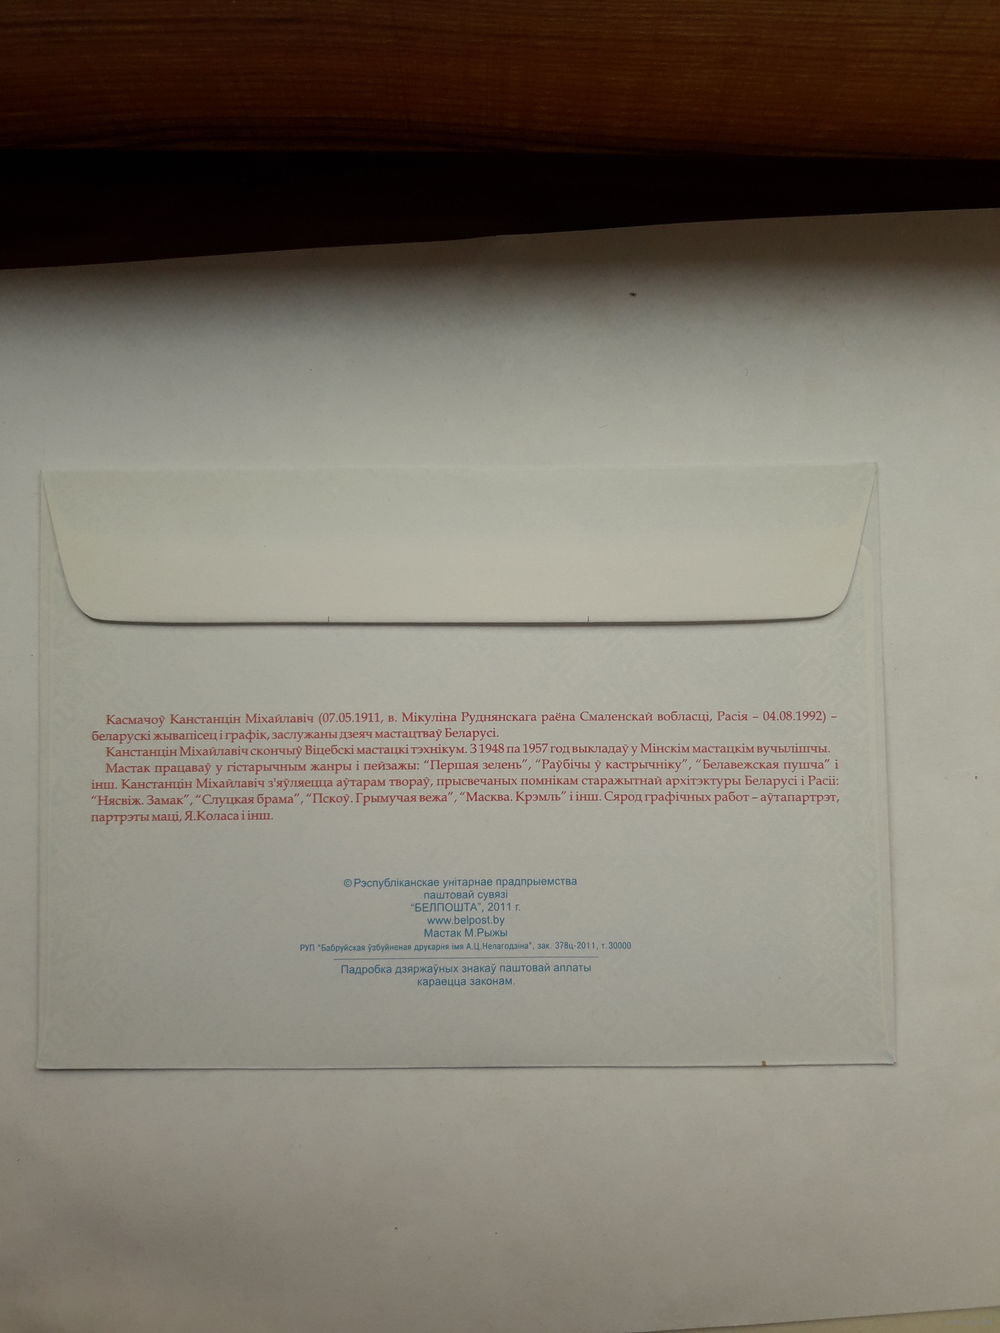 Касмачоў Канстанцін Міхайлавіч (07.05.1911, в. Мікуліна Руднянскага раёна Смаленскай вобласці, Расія – 04.08.1992) –
беларускі жывапісец і графік, заслужаны дзеяч мастацтваў Беларусі.
Канстанцін Міхайлавіч скончыў Віцебскі мастацкі тэхнікум. З 1948 па 1957 год выкладаў у Мінскім мастацкім вучылішчы.
Мастак працаваў у гістарычным жанры і пейзажы: “Першая зелень”, “Раўбічы ў кастрычніку”, “Белавежская пушча” і
інш. Канстанцін Міхайлавіч з'яўляецца аўтарам твораў, прысвечаных помнікам старажытнай архітэктуры Беларусі і Расіі:
“Нясвіж. Замак”, “Слуцкая брама”, “Пскоў. Грымучая вежа”, “Масква. Крэмль” і інш. Сярод графічных работ – аўтапартрэт,
партрэты маці, Я.Коласа і інш.
© Рэспубліканскае унітарнае прадпрыемства
паштовай сувязі
“БЕЛПОШТА”, 2011 г.
www.belpost.by
Мастак М.Рыжы
РУП "Бабруйская ўзбуйненая друкарня імя А.Ц.Непагодзіна", зак. 378ц-2011, т. 30000
Падробка дзяржаўных знакаў паштовай аплаты
караецца законам.